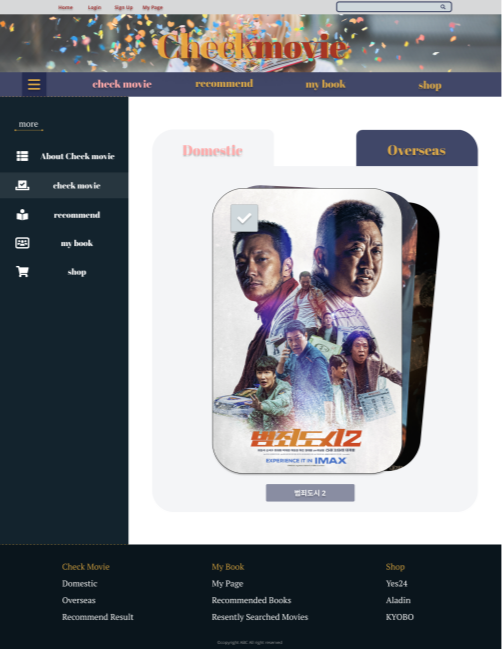 Home Login Sign Up My Page
Checkmovie
check movie recommend my book shop
more
About Check movie
check movie
recommend
my book
shop
Domestic Overseas
범죄도시2
EXPERIENCE IT IN IMAX
범죄도시 2
Check Movie My Book Shop
Domestic My Page Yes24
Overseas Recommended Books Aladin
Recommend Result Resently Searched Movies KYOBO